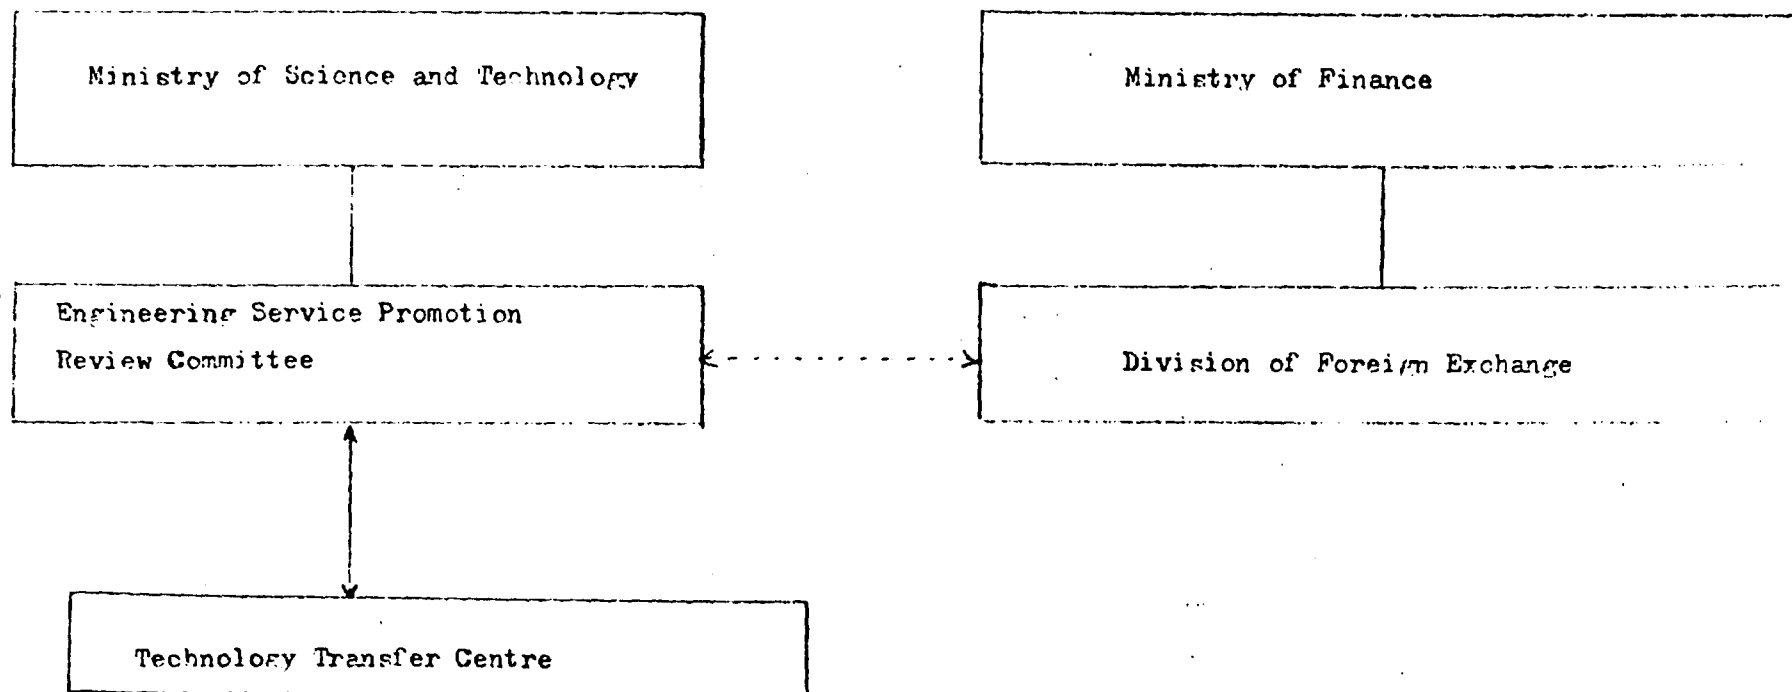 Ministry of Science and Technology
Ministry of Finance
Engineering Service Promotion
Review Committee
Division of Foreign Exchange
Technology Transfer Centre